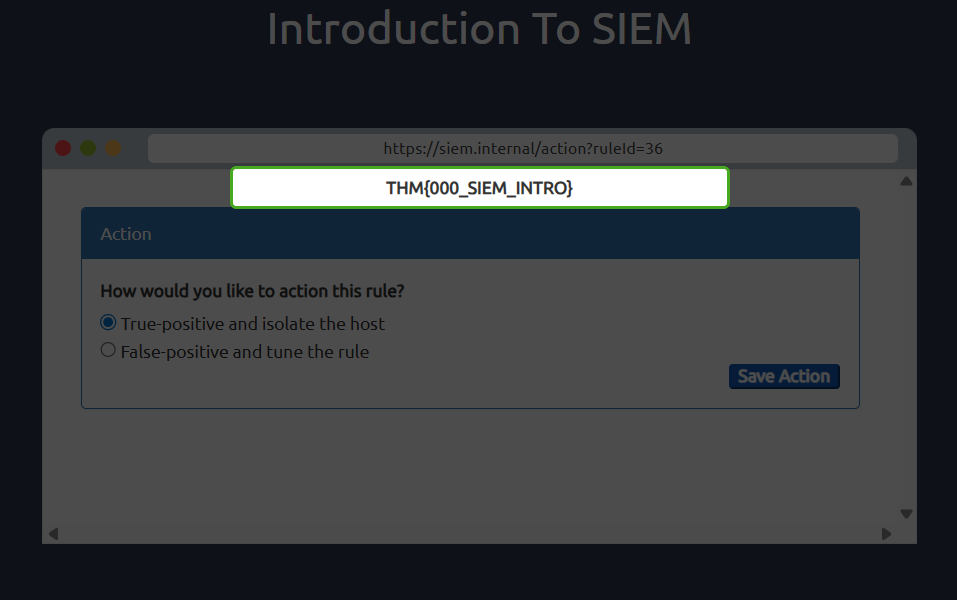 Introduction To SIEM
https://siem.internal/action?ruleId=36
THM{000_SIEM_INTRO}
Action
How would you like to action this rule?
True-positive and isolate the host
False-positive and tune the rule
Save Action